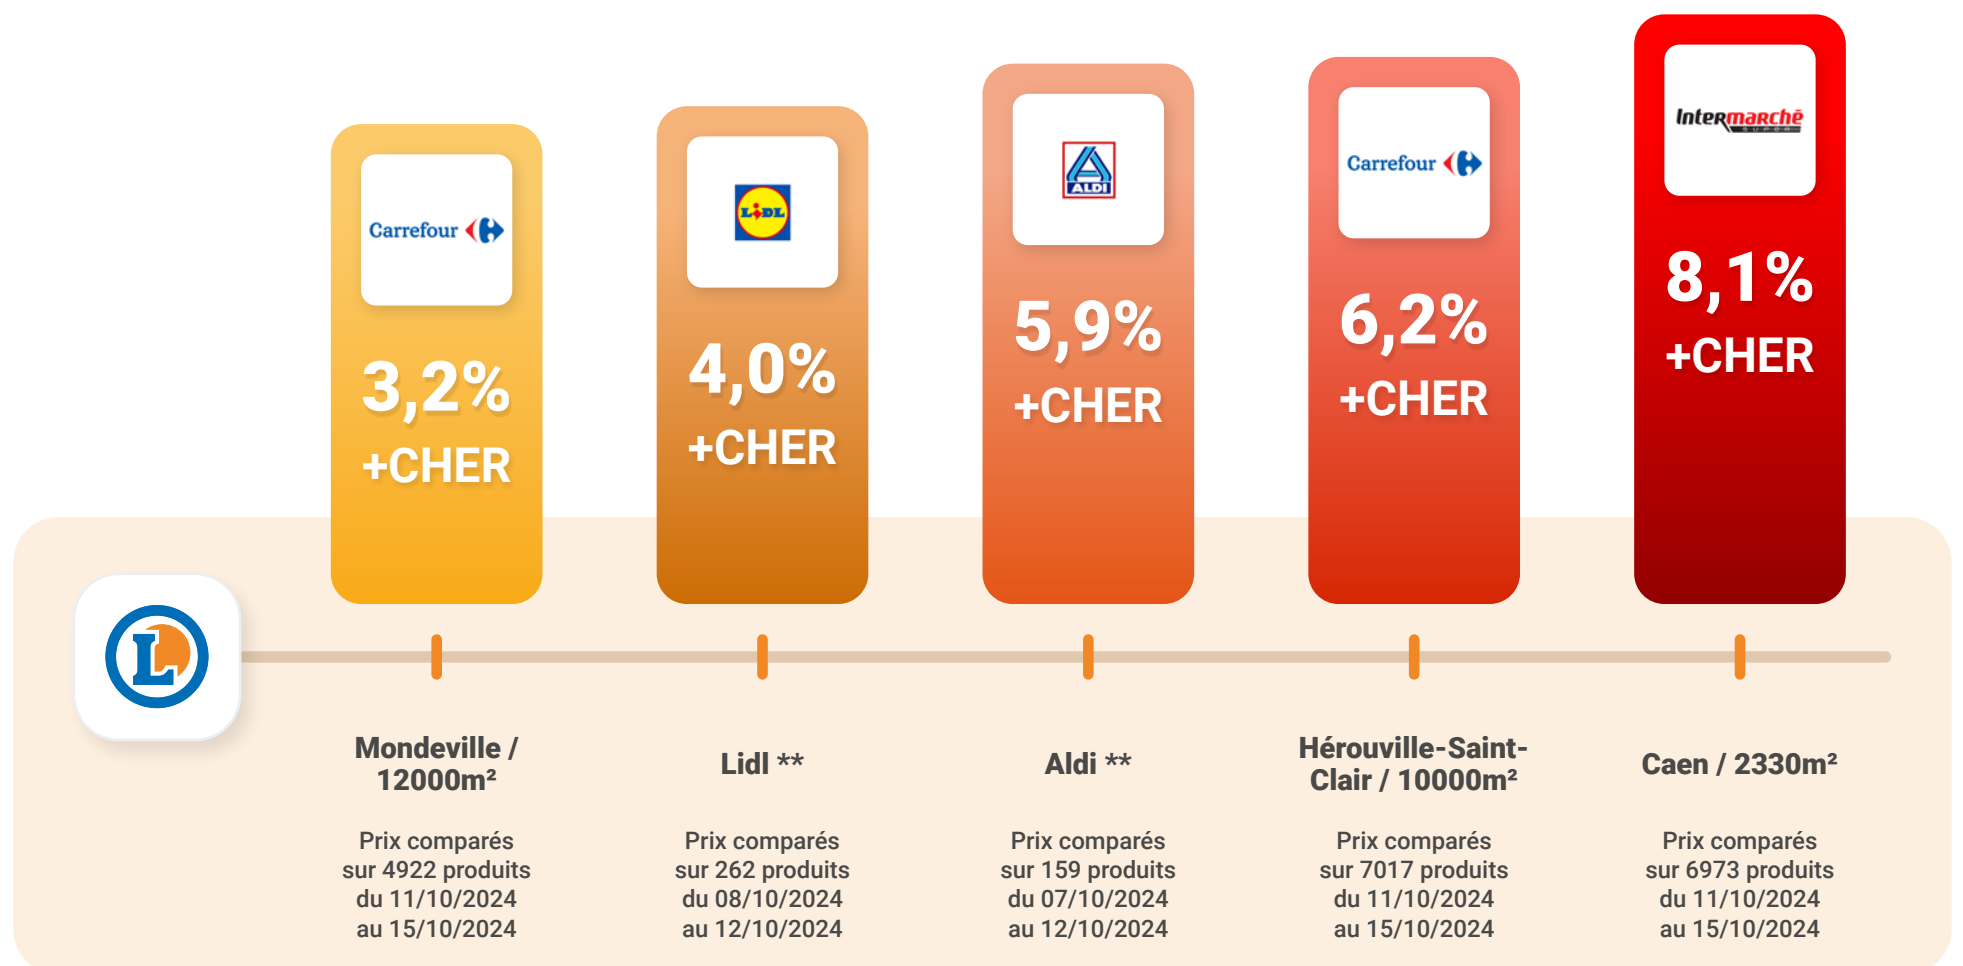 Carrefour
3,2%
+CHER
LIDL
4,0%
+CHER
ALDI
5,9%
+CHER
Carrefour
6,2%
+CHER
Intermarchē
SUPER
8,1%
+CHER
L
Mondeville /
12000m²
Prix comparés
sur 4922 produits
du 11/10/2024
au 15/10/2024
Lidl **
Prix comparés
sur 262 produits
du 08/10/2024
au 12/10/2024
Aldi **
Prix comparés
sur 159 produits
du 07/10/2024
au 12/10/2024
Hérouville-Saint-
Clair / 10000m²
Prix comparés
sur 7017 produits
du 11/10/2024
au 15/10/2024
Caen / 2330m²
Prix comparés
sur 6973 produits
du 11/10/2024
au 15/10/2024